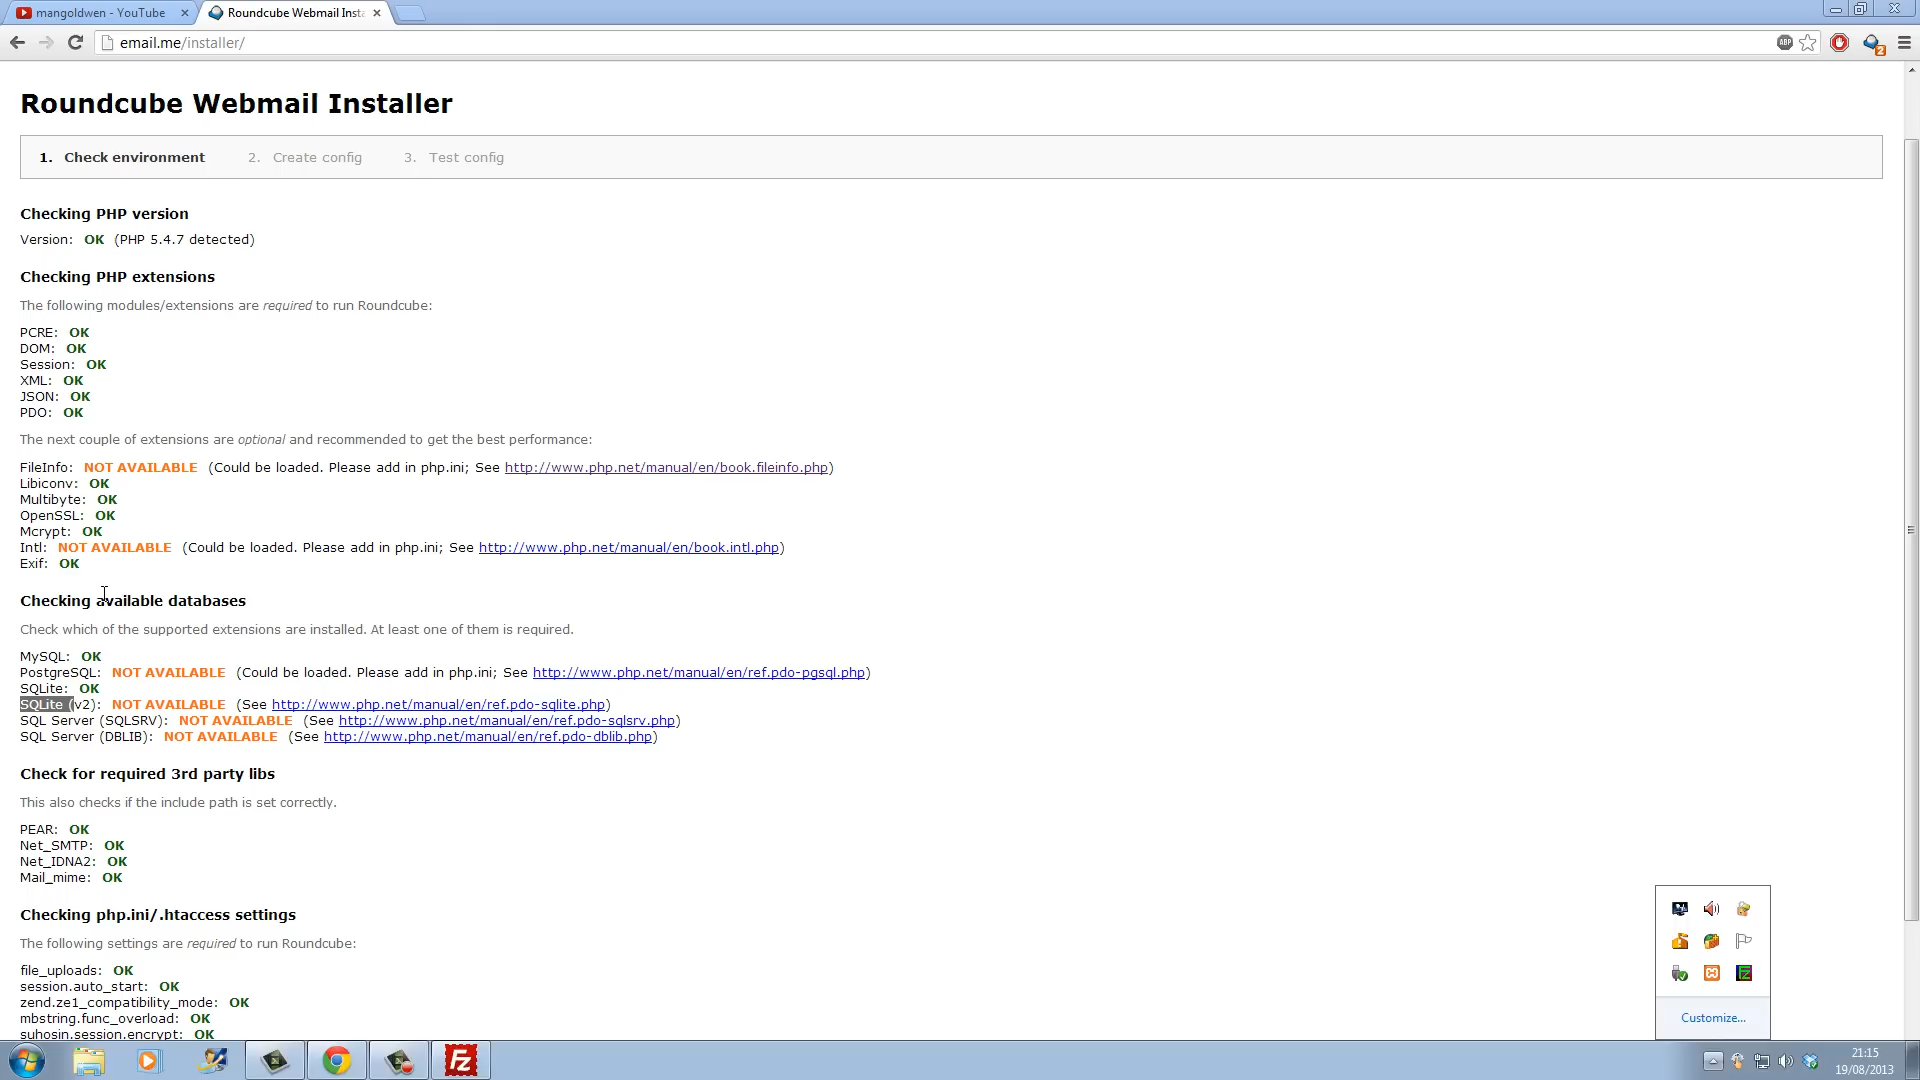 mangoldwen - YouTube
Roundcube Webmail Insta
email.me/installer/
ABP
2
Roundcube Webmail Installer
1. Check environment 2. Create config 3. Test config
Checking PHP version
Version: OK (PHP 5.4.7 detected)
Checking PHP extensions
The following modules/extensions are required to run Roundcube:
PCRE: OK
DOM: OK
Session: OK
XML: OK
JSON: OK
PDO: OK
The next couple of extensions are optional and recommended to get the best performance:
FileInfo: NOT AVAILABLE (Could be loaded. Please add in php.ini; See http://www.php.net/manual/en/book.fileinfo.php)
Libiconv: OK
Multibyte: OK
OpenSSL: OK
Mcrypt: OK
Intl: NOT AVAILABLE (Could be loaded. Please add in php.ini; See http://www.php.net/manual/en/book.intl.php)
Exif: OK
Checking available databases
Check which of the supported extensions are installed. At least one of them is required.
MySQL: OK
PostgreSQL: NOT AVAILABLE (Could be loaded. Please add in php.ini; See http://www.php.net/manual/en/ref.pdo-pgsql.php)
SQLite: OK
SQLite (v2): NOT AVAILABLE (See http://www.php.net/manual/en/ref.pdo-sqlite.php)
SQL Server (SQLSRV): NOT AVAILABLE (See http://www.php.net/manual/en/ref.pdo-sqlsrv.php)
SQL Server (DBLIB): NOT AVAILABLE (See http://www.php.net/manual/en/ref.pdo-dblib.php)
Check for required 3rd party libs
This also checks if the include path is set correctly.
PEAR: OK
Net_SMTP: OK
Net_IDNA2: OK
Mail_mime: OK
Checking php.ini/.htaccess settings
The following settings are required to run Roundcube:
file_uploads: OK
session.auto_start: OK
zend.ze1_compatibility_mode: OK
mbstring.func_overload: OK
suhosin.session.encrypt: OK
Customize...
Fz
21:15
19/08/2013